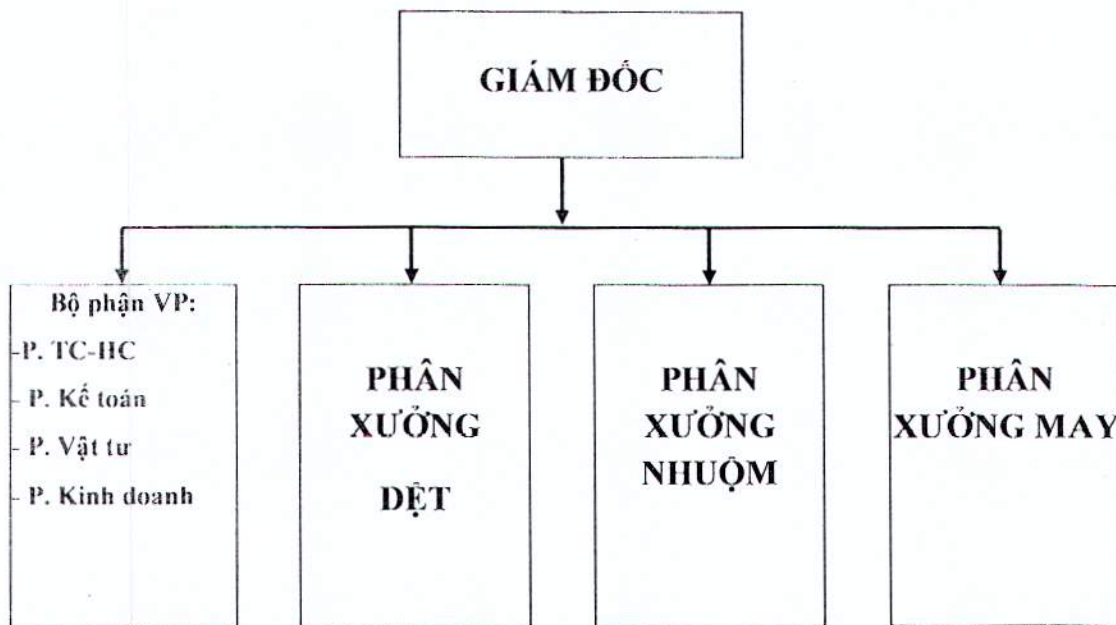 GIÁM ĐỐC
Bộ phận VP:
-P. TC-HC
- P. Kế toán
- P. Vật tư
- P. Kinh doanh
PHÂN
XƯỞNG
DỆT
PHÂN
XƯỞNG
NHUỘM
PHÂN
XƯỞNG MAY